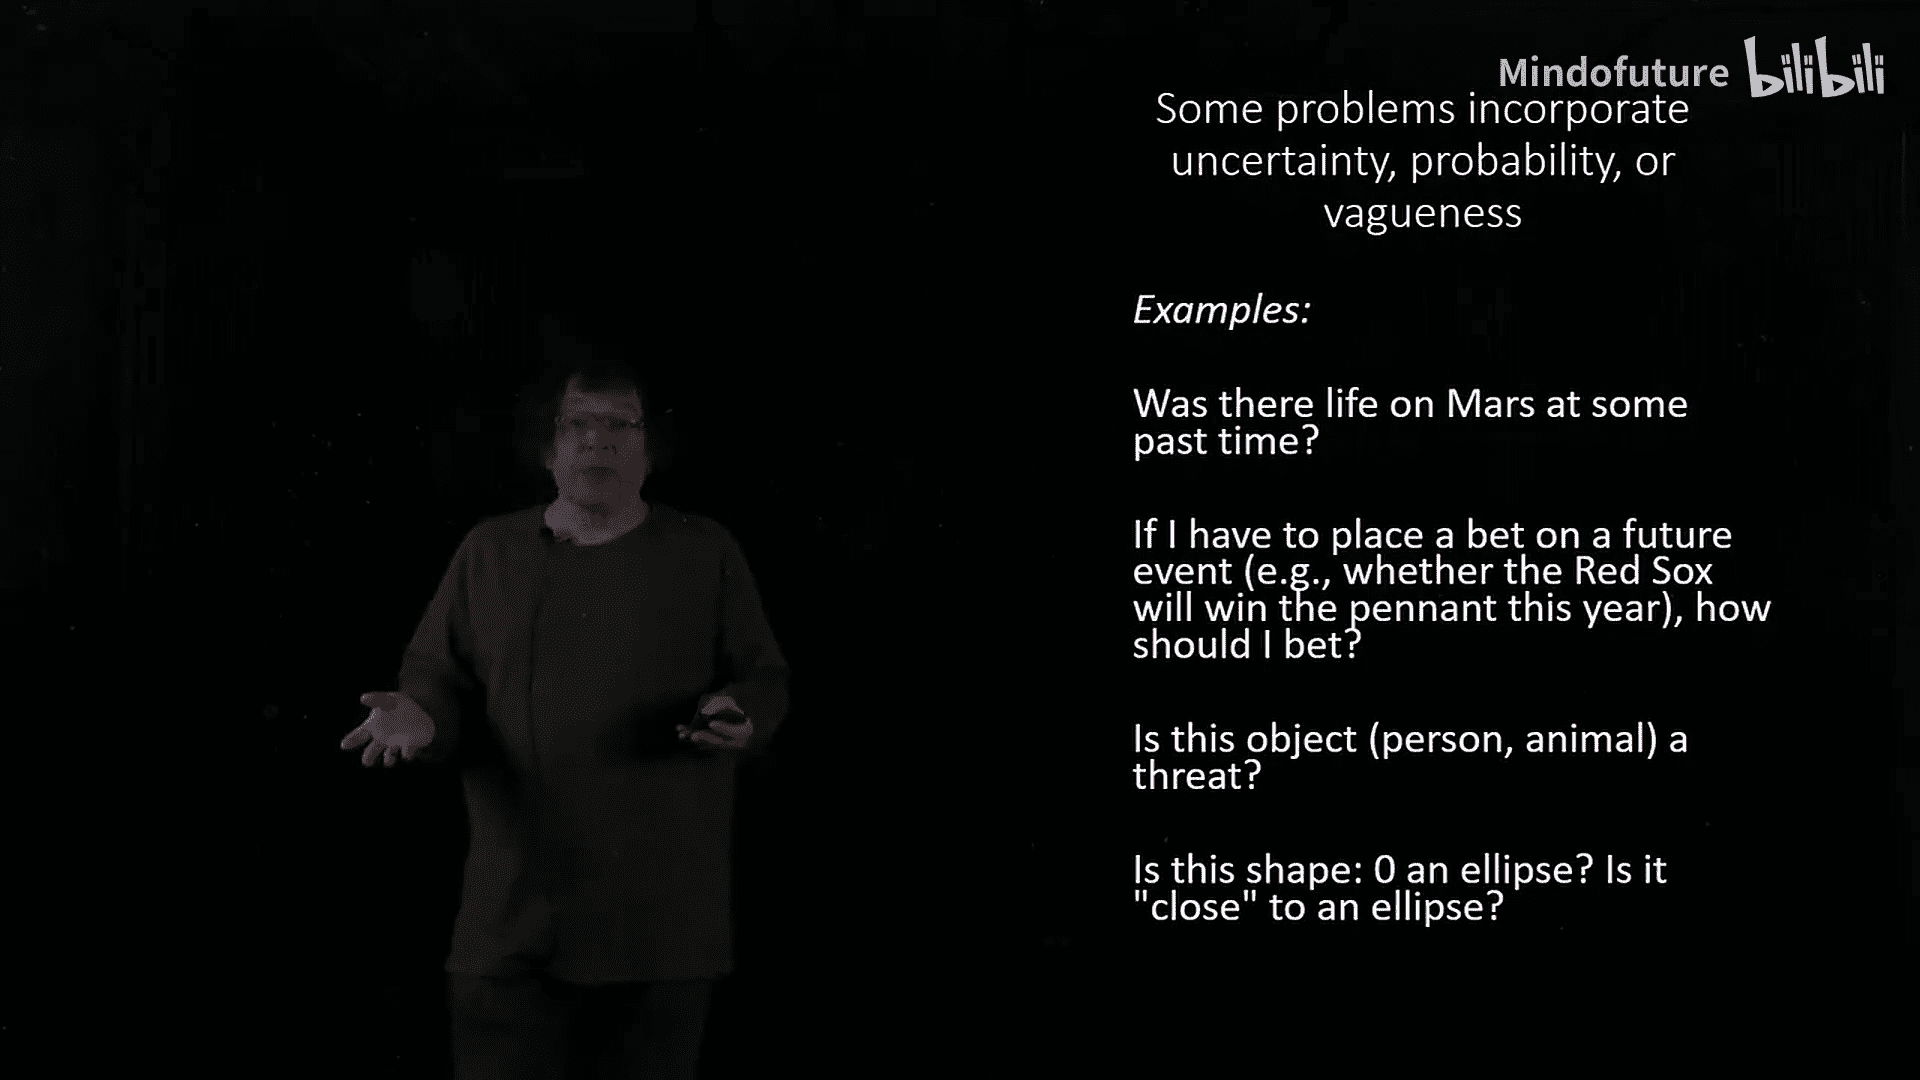 Mindofuture bilibili
Some problems incorporate
uncertainty, probability, or
vagueness
Examples:
Was there life on Mars at some
past time?
If I have to place a bet on a future
event (e.g., whether the Red Sox
will win the pennant this year), how
should I bet?
Is this object (person, animal) a
threat?
Is this shape: 0 an ellipse? Is it
"close" to an ellipse?